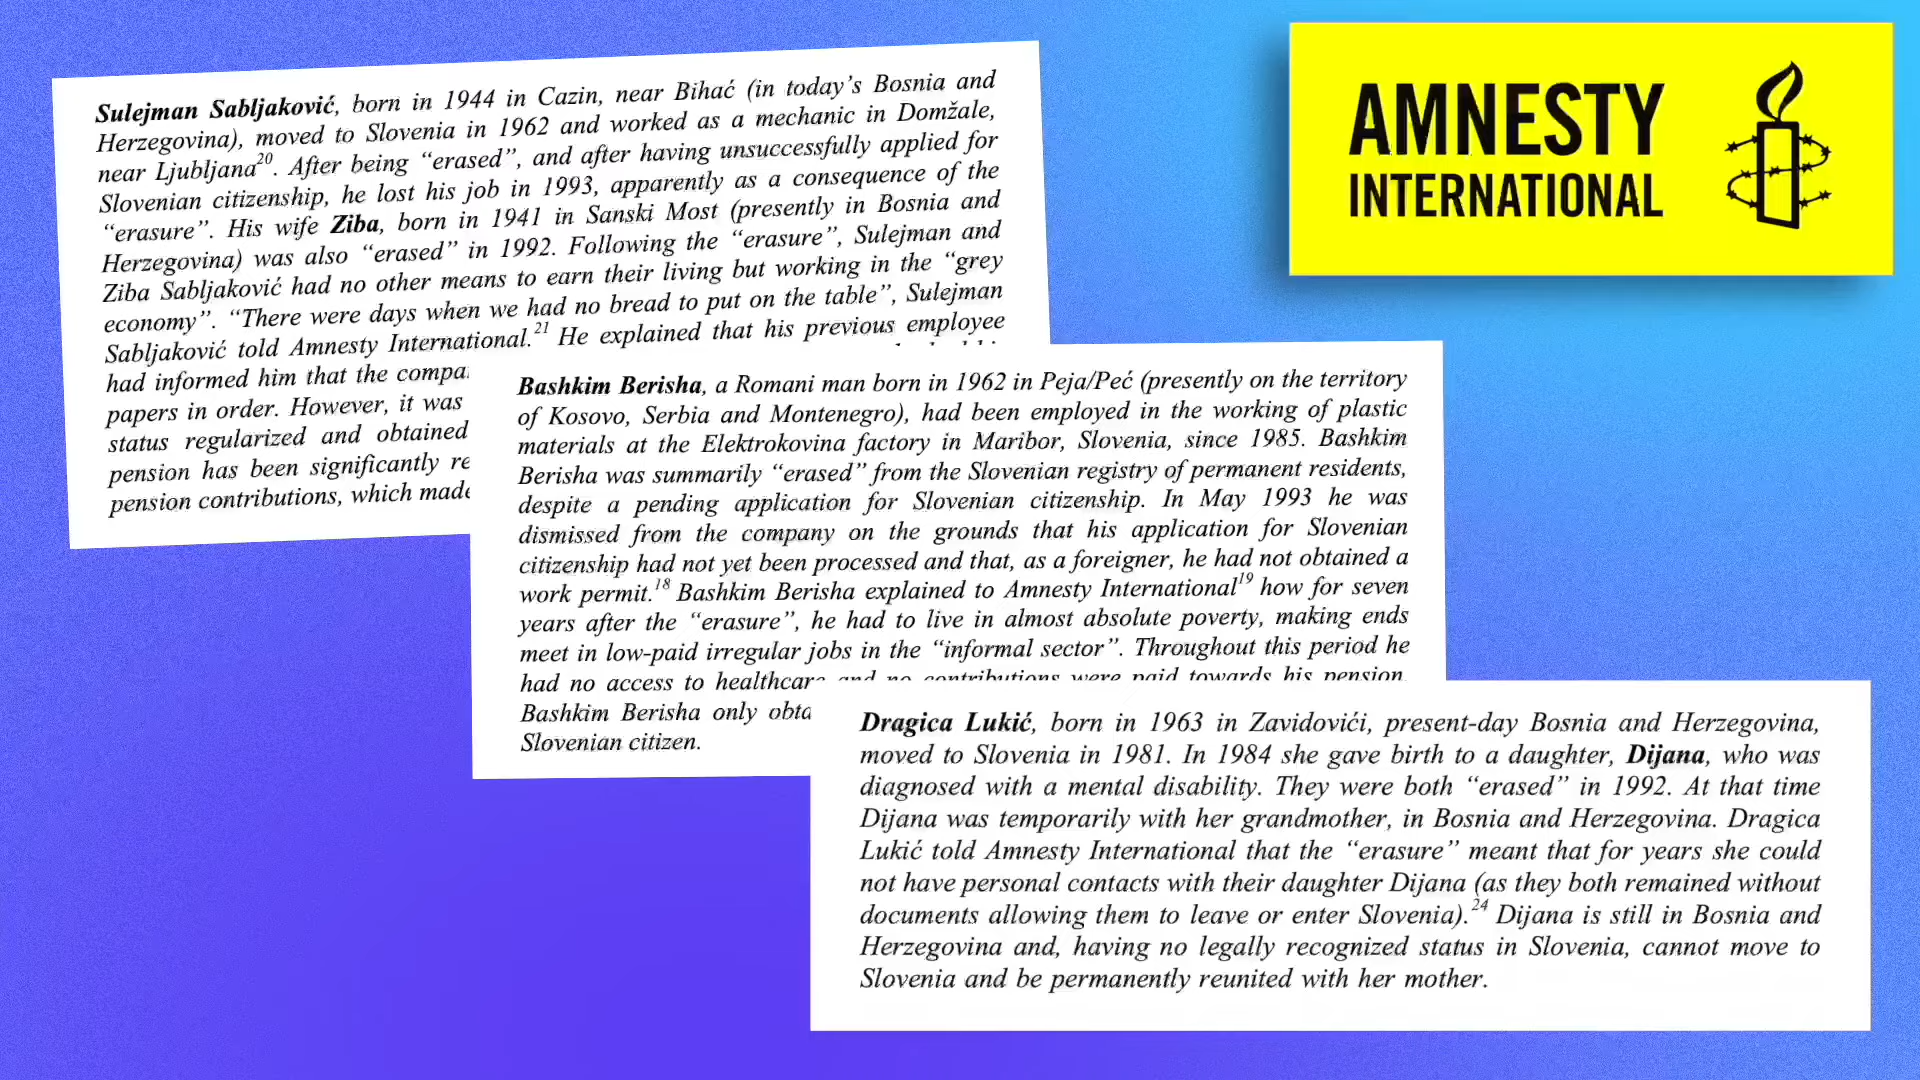 Sulejman Sabljaković, born in 1944 in Cazin, near Bihać (in today’s Bosnia and
Herzegovina), moved to Slovenia in 1962 and worked as a mechanic in Domžale,
near Ljubljana20. After being “erased”, and after having unsuccessfully applied for
Slovenian citizenship, he lost his job in 1993, apparently as a consequence of the
“erasure”. His wife Ziba, born in 1941 in Sanski Most (presently in Bosnia and
Herzegovina) was also “erased” in 1992. Following the “erasure”, Sulejman and
Ziba Sabljaković had no other means to earn their living but working in the “grey
economy”. “There were days when we had no bread to put on the table”, Sulejman
Sabljaković told Amnesty International.21 He explained that his previous employee
had informed him that the compa
papers in order. However, it was
status regularized and obtained
pension has been significantly re
pension contributions, which made
AMNESTY
INTERNATIONAL
Bashkim Berisha, a Romani man born in 1962 in Peja/Peć (presently on the territory
of Kosovo, Serbia and Montenegro), had been employed in the working of plastic
materials at the Elektrokovina factory in Maribor, Slovenia, since 1985. Bashkim
Berisha was summarily “erased” from the Slovenian registry of permanent residents,
despite a pending application for Slovenian citizenship. In May 1993 he was
dismissed from the company on the grounds that his application for Slovenian
citizenship had not yet been processed and that, as a foreigner, he had not obtained a
work permit.18 Bashkim Berisha explained to Amnesty International19 how for seven
years after the “erasure”, he had to live in almost absolute poverty, making ends
meet in low-paid irregular jobs in the “informal sector”. Throughout this period he
had no access to healthcare and no contributions were paid towards his pension.
Bashkim Berisha only obta
Slovenian citizen.
Dragica Lukić, born in 1963 in Zavidovići, present-day Bosnia and Herzegovina,
moved to Slovenia in 1981. In 1984 she gave birth to a daughter, Dijana, who was
diagnosed with a mental disability. They were both “erased” in 1992. At that time
Dijana was temporarily with her grandmother, in Bosnia and Herzegovina. Dragica
Lukić told Amnesty International that the “erasure” meant that for years she could
not have personal contacts with their daughter Dijana (as they both remained without
documents allowing them to leave or enter Slovenia).24 Dijana is still in Bosnia and
Herzegovina and, having no legally recognized status in Slovenia, cannot move to
Slovenia and be permanently reunited with her mother.